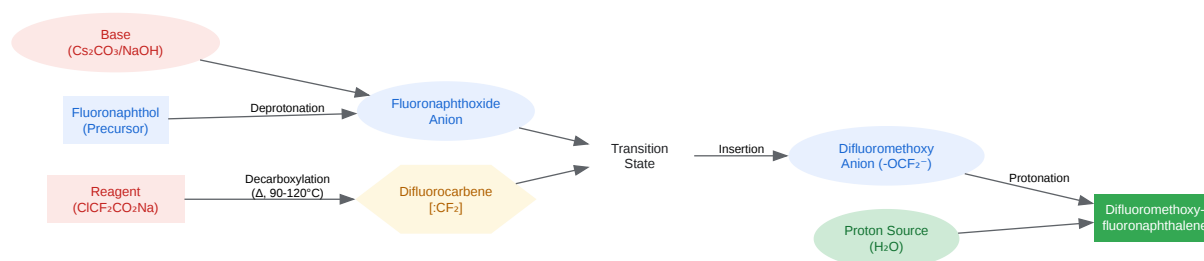 Base
(Cs₂CO₃/NaOH)
Fluoronaphthol
(Precursor)
Deprotonation
Fluoronaphthoxide
Anion
Reagent
(ClCF₂CO₂Na)
Decarboxylation
(Δ, 90-120°C)
Difluorocarbene
[:CF₂]
Transition
State
Insertion
Difluoromethoxy
Anion (-OCF₂⁻)
Protonation
Proton Source
(H₂O)
Difluoromethoxy-
fluoronaphthalene